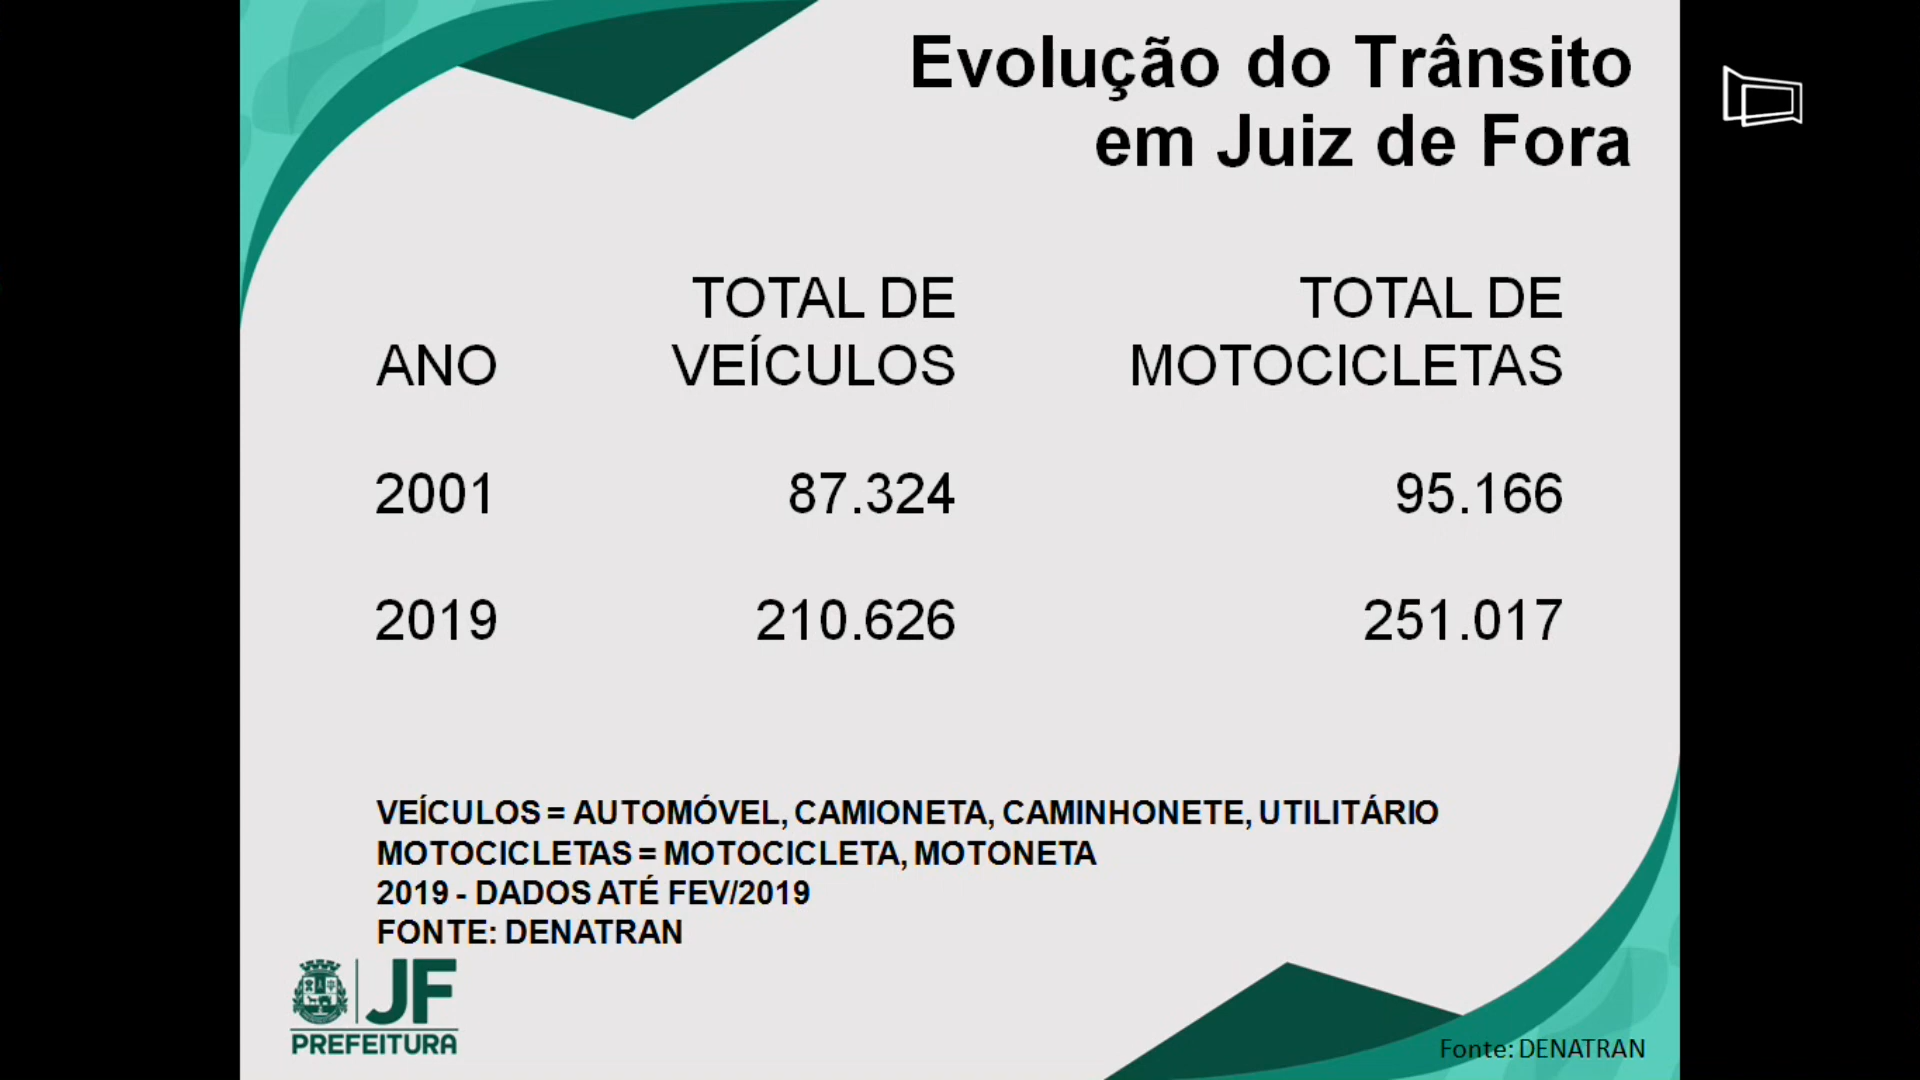 Evolução do Trânsito
em Juiz de Fora
ANO TOTAL DE VEÍCULOS TOTAL DE MOTOCICLETAS
2001 87.324 95.166
2019 210.626 251.017
VEÍCULOS = AUTOMÓVEL, CAMIONETA, CAMINHONETE, UTILITÁRIO
MOTOCICLETAS = MOTOCICLETA, MOTONETA
2019 - DADOS ATÉ FEV/2019
FONTE: DENATRAN
JF
PREFEITURA
Fonte: DENATRAN